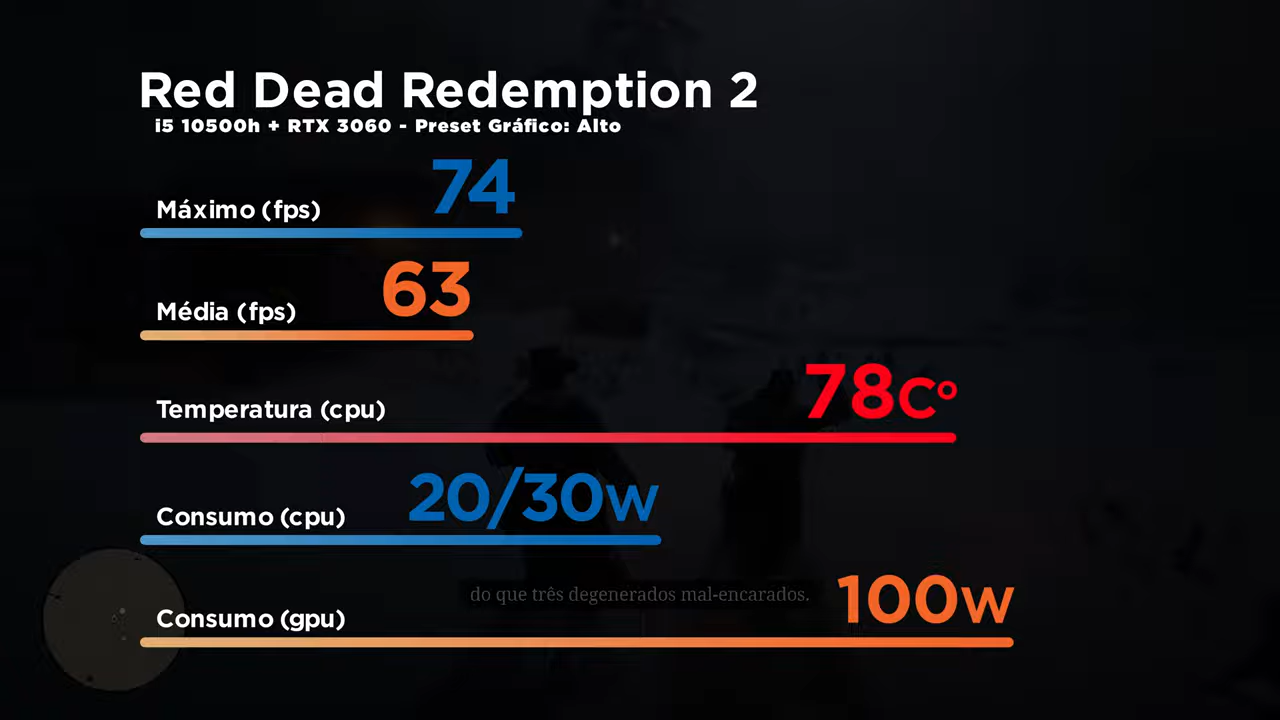 Red Dead Redemption 2
i5 10500h + RTX 3060 - Preset Gráfico: Alto
Máximo (fps) 74
Média (fps) 63
Temperatura (cpu) 78Cº
Consumo (cpu) 20/30W
do que três degenerados mal-encarados.
Consumo (gpu) 100W